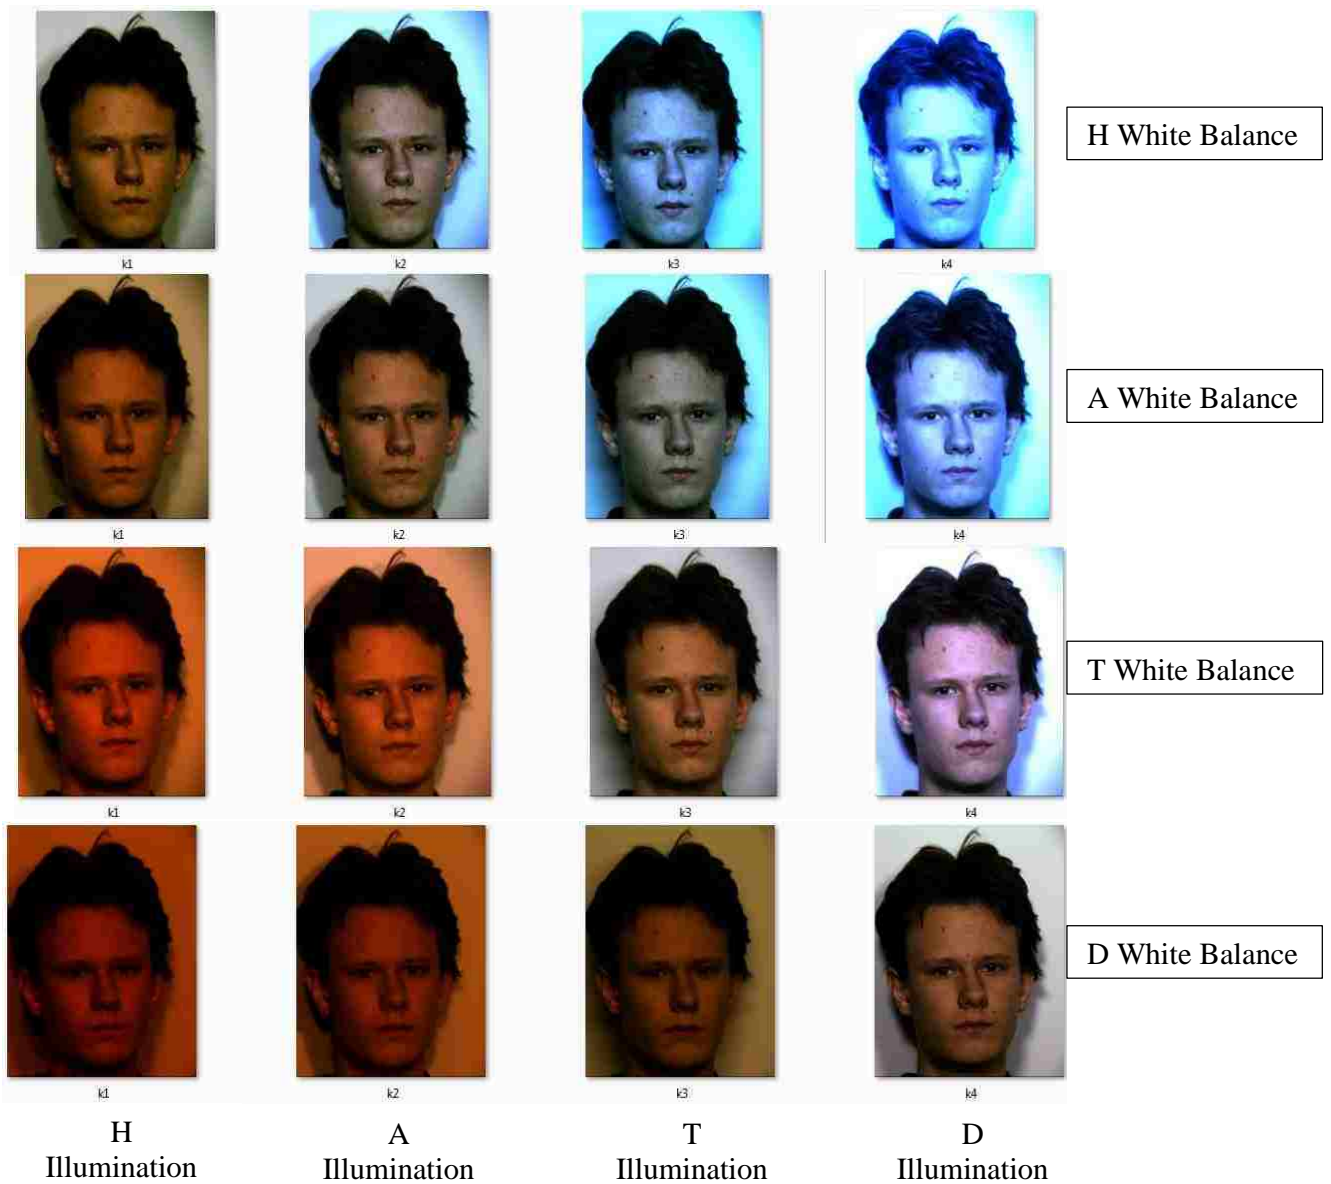 k1 k2 k3 k4
H White Balance
k1 k2 k3 k4
A White Balance
k1 k2 k3 k4
T White Balance
k1 k2 k3 k4
D White Balance
H A T D
Illumination Illumination Illumination Illumination